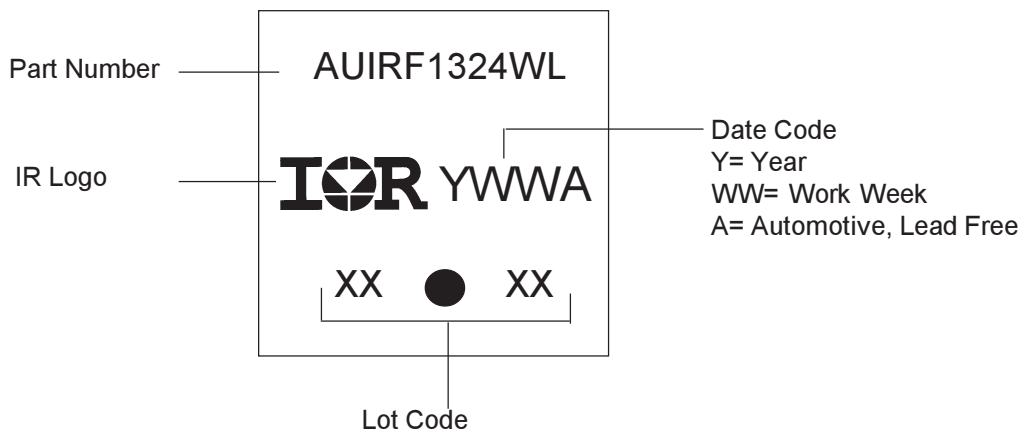 AUIRF1324WL
Part Number
IR Logo
IOR YWWA
Date Code
Y= Year
WW= Work Week
A= Automotive, Lead Free
XX XX
Lot Code